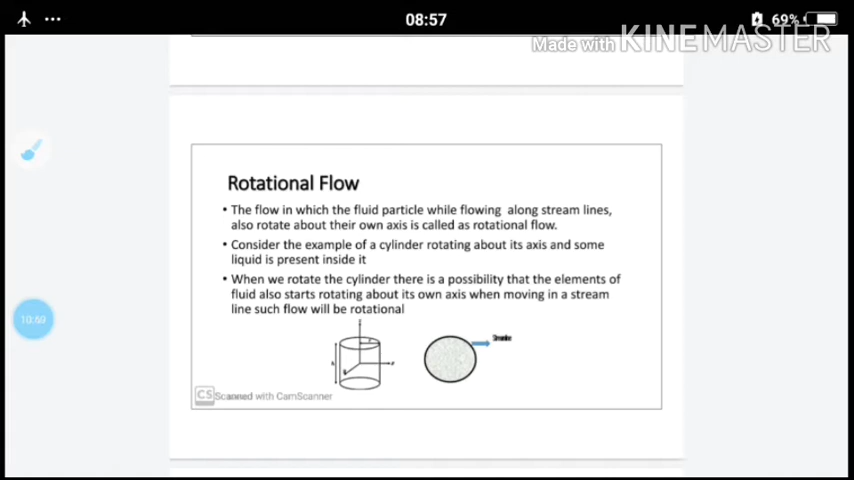 08:57
69%
Made with KINEMASTER
Rotational Flow
• The flow in which the fluid particle while flowing along stream lines,
also rotate about their own axis is called as rotational flow.
• Consider the example of a cylinder rotating about its axis and some
liquid is present inside it
• When we rotate the cylinder there is a possibility that the elements of
fluid also starts rotating about its own axis when moving in a stream
line such flow will be rotational
Streamline
h
10:60
CS Scanned with CamScanner